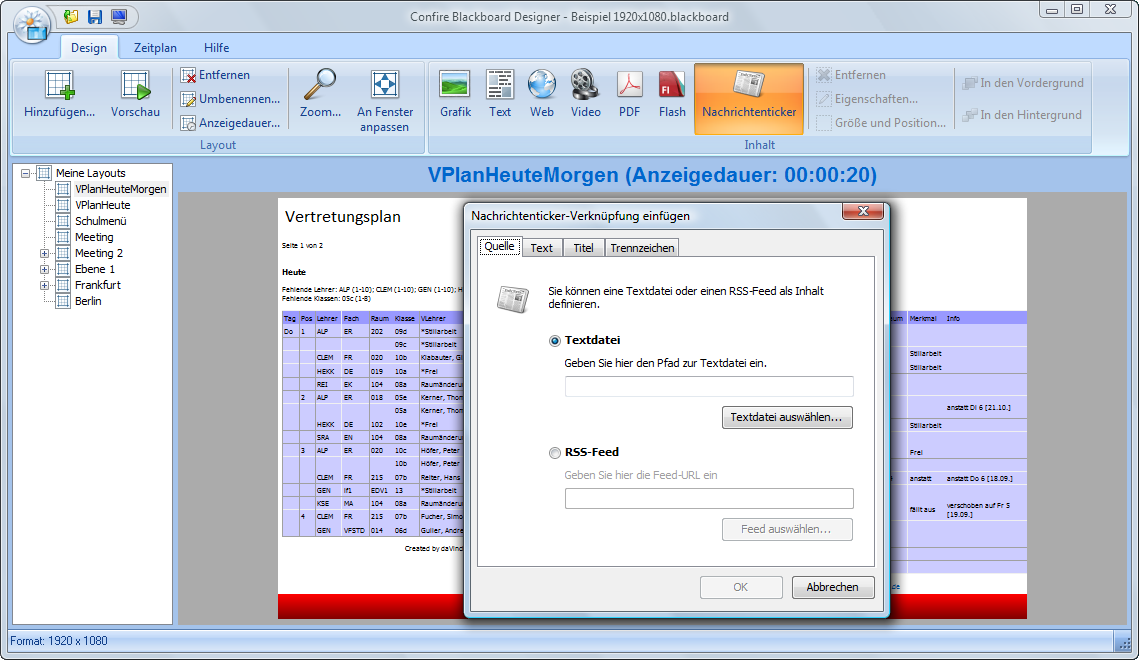 Confire Blackboard Designer - Beispiel 1920x1080.blackboard
Design Zeitplan Hilfe
Hinzufügen... Vorschau
Entfernen
Umbenennen...
Anzeigedauer...
Zoom... An Fenster anpassen
Layout
Grafik Text Web Video PDF Flash Nachrichtenticker
Entfernen
Eigenschaften...
Größe und Position...
In den Vordergrund
In den Hintergrund
Inhalt
Meine Layouts
VPlanHeuteMorgen
VPlanHeute
Schulmenü
Meeting
Meeting 2
Ebene 1
Frankfurt
Berlin
VPlanHeuteMorgen (Anzeigedauer: 00:00:20)
Vertretungsplan
Seite 1 von 2
Heute
Fehlende Lehrer: ALP (1-10); CLEM (1-10); GEN (1-10); H
Fehlende Klassen: 05c (1-8)
Tag Pos Lehrer Fach Raum Klasse VLehrer
Do 1 ALP ER 202 09d *Stillarbeit
09c *Stillarbeit
CLEM FR 020 10b Klabauter, Gi
HEKK DE 019 10a *Frei
REI EK 104 08a Raumänderu
2 ALP ER 018 05e Kerner, Thom
05a Kerner, Thom
HEKK DE 102 10e *Frei
SRA EN 104 08a Raumänderu
3 ALP ER 020 10c Höfer, Peter
10b Höfer, Peter
CLEM FR 215 07b Reiter, Hans
GEN If1 EDV1 13 *Stillarbeit
KSE MA 104 08a Raumänderu
4 CLEM FR 215 07b Fucher, Simo
GEN VFSTD 014 06d Guller, Andre
Created by daVinc
um Merkmal Info
Stillarbeit
Stillarbeit
anstatt Di 6 [21.10.]
Stillarbeit
Frei
anstatt anstatt Do 6 [18.09.]
fällt aus verschoben auf Fr 5
[19.09.]
de
Nachrichtenticker-Verknüpfung einfügen
Quelle Text Titel Trennzeichen
Sie können eine Textdatei oder einen RSS-Feed als Inhalt
definieren.
Textdatei
Geben Sie hier den Pfad zur Textdatei ein.
Textdatei auswählen...
RSS-Feed
Geben Sie hier die Feed-URL ein
Feed auswählen...
OK Abbrechen
Format: 1920 x 1080